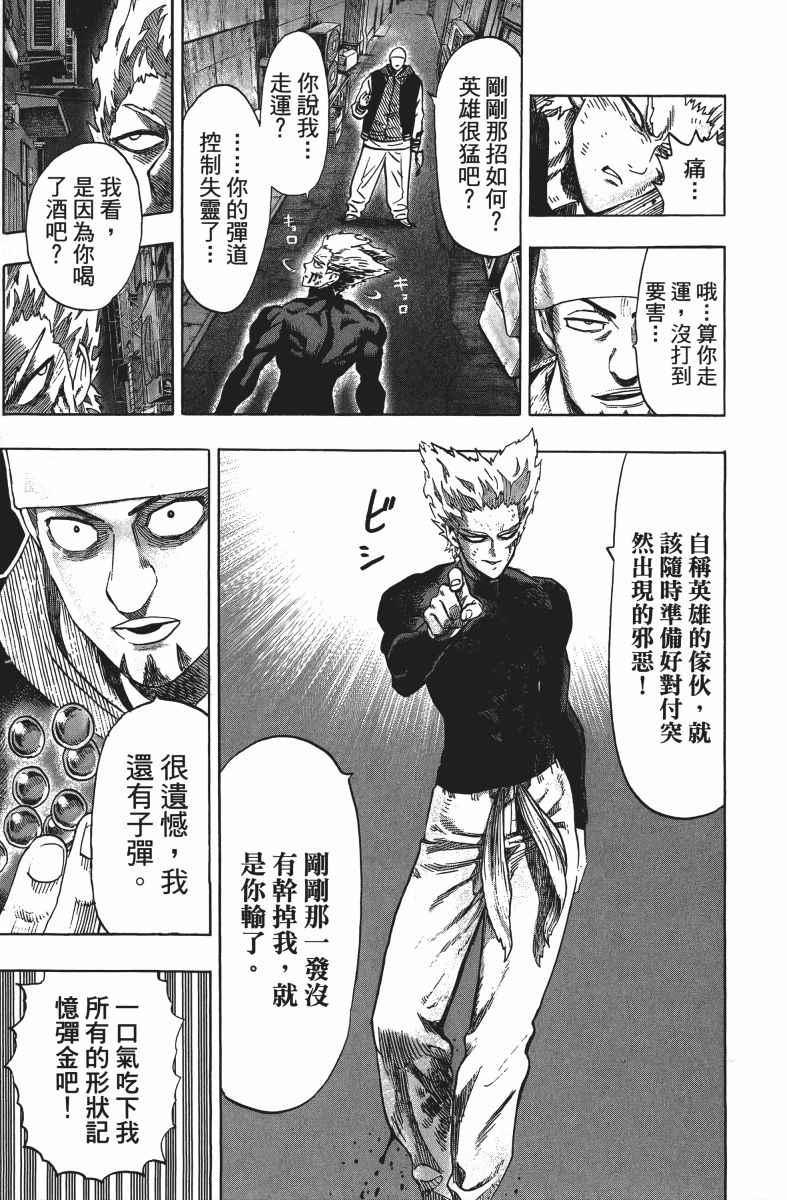 痛…
哦…算你走
運，沒打到
要害…
剛剛那招如何？
英雄很猛吧？
你說我…
走運？
……你的彈道
控制失靈了…
キョロ
キョロ
我看，
是因為你喝
了酒吧？
自稱英雄的傢伙，就
該隨時準備好對付突
然出現的邪惡！
ビシ
剛剛那一發沒
有幹掉我，就
是你輸了。
很遺憾，我
還有子彈。
一口氣吃下我
所有的形狀記
憶彈金吧！